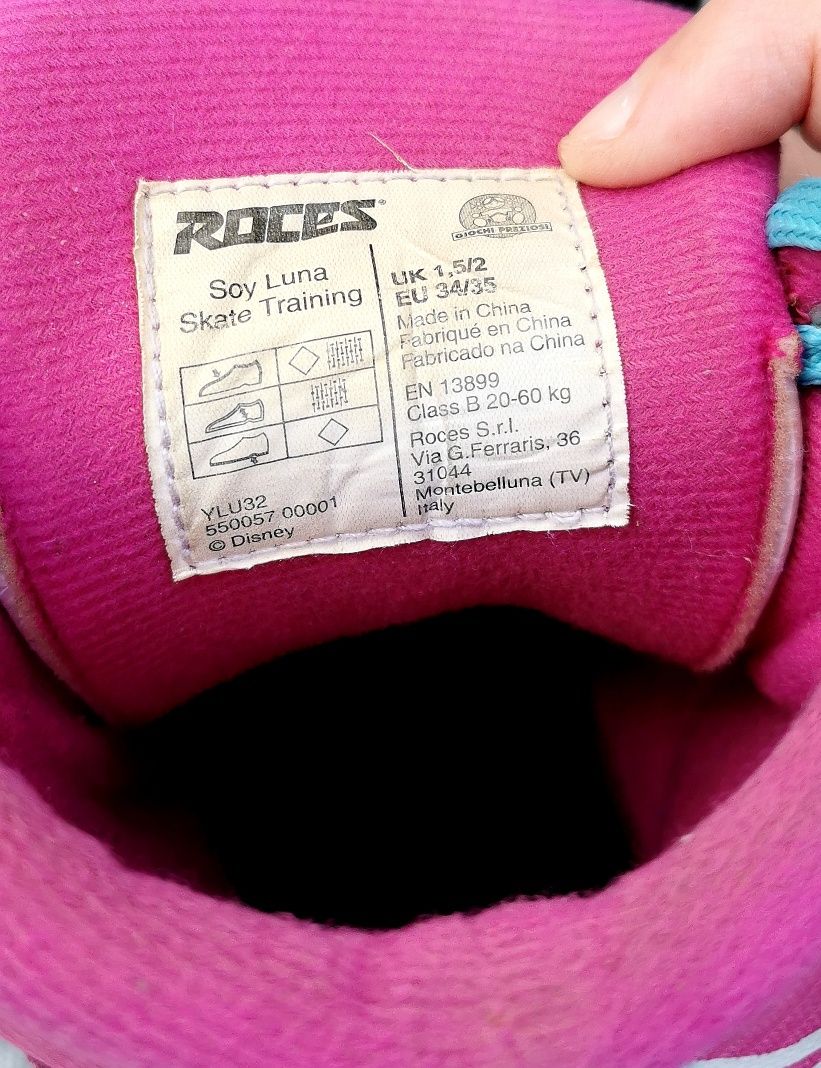 ROCES®
Soy Luna
Skate Training
YLU32
550057 00001
© Disney
GIOCHI PREZIOSI
UK 1,5/2
EU 34/35
Made in China
Fabriqué en China
Fabricado na China
EN 13899
Class B 20-60 kg
Roces S.r.l.
Via G.Ferraris, 36
31044
Montebelluna (TV)
Italy